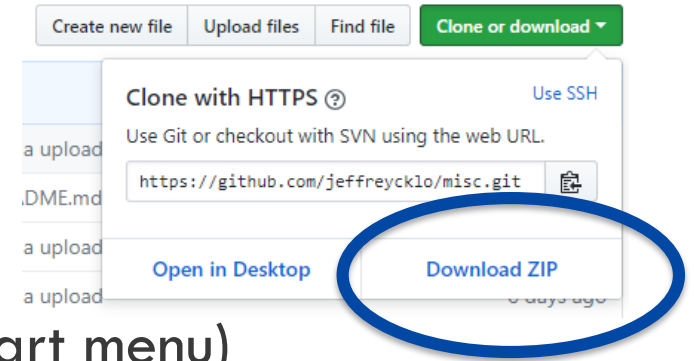 Create new file Upload files Find file Clone or download
Clone with HTTPS Use SSH
Use Git or checkout with SVN using the web URL.
a upload
https://github.com/jeffreycklo/misc.git
DME.md
a upload
Open in Desktop Download ZIP
a upload days ago
art menu)